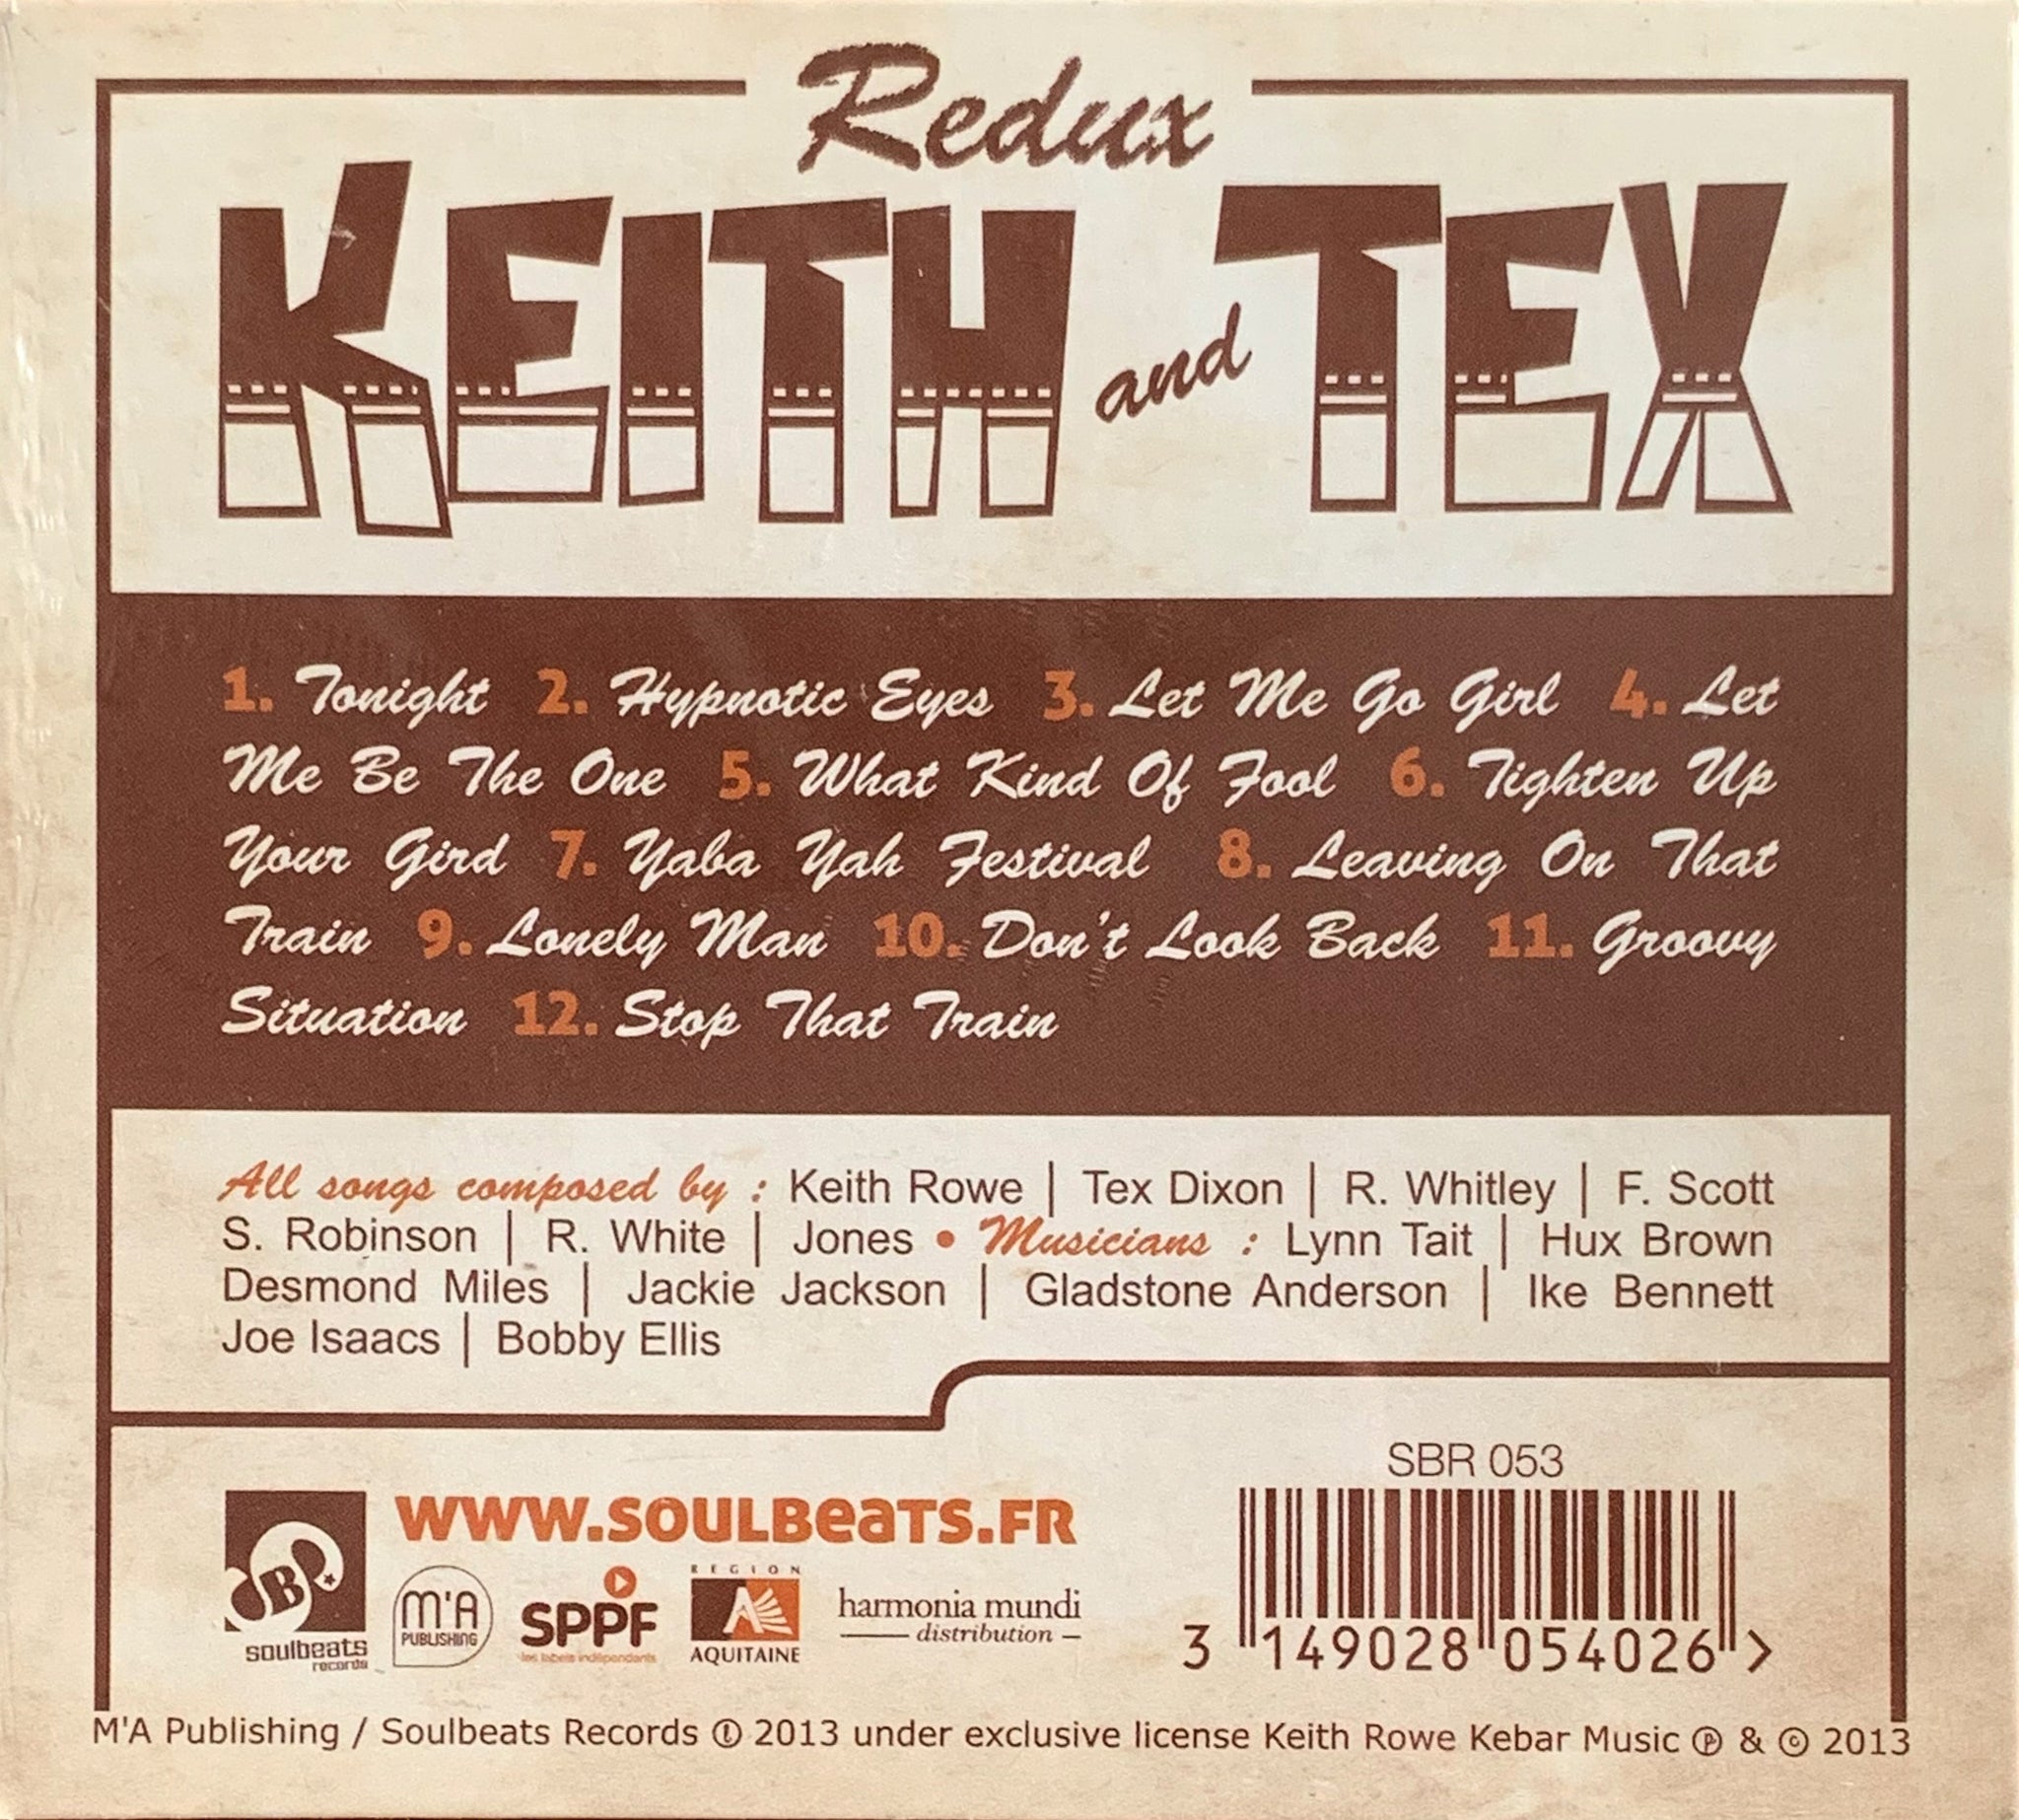 Redux
KEITH and TEX
1. Tonight 2. Hypnotic Eyes 3. Let Me Go Girl 4. Let
Me Be The One 5. What Kind Of Fool 6. Tighten Up
Your Gird 7. Yaba Yah Festival 8. Leaving On That
Train 9. Lonely Man 10. Don't Look Back 11. Groovy
Situation 12. Stop That Train
All songs composed by : Keith Rowe | Tex Dixon | R. Whitley | F. Scott
S. Robinson | R. White | Jones • Musicians : Lynn Tait | Hux Brown
Desmond Miles | Jackie Jackson | Gladstone Anderson | Ike Bennett
Joe Isaacs | Bobby Ellis
SBR 053
WWW.SOULBEATS.FR
soulbeats
records
M'A
PUBLISHING
SPPF
les labels indépendants
REGION
AQUITAINE
harmonia mundi
distribution
3 149028 054026 >
M'A Publishing / Soulbeats Records Ⓛ 2013 under exclusive license Keith Rowe Kebar Music ℗ & © 2013